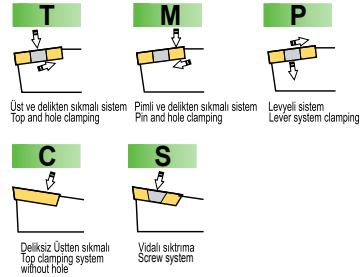 T
M
P
Üst ve delikten sıkmalı sistem
Top and hole clamping
Pimli ve delikten sıkmalı sistem
Pin and hole clamping
Levyeli sistem
Lever system clamping
C
S
Deliksiz Üstten sıkmalı
Top clamping system
without hole
Vidalı sıktrıma
Screw system